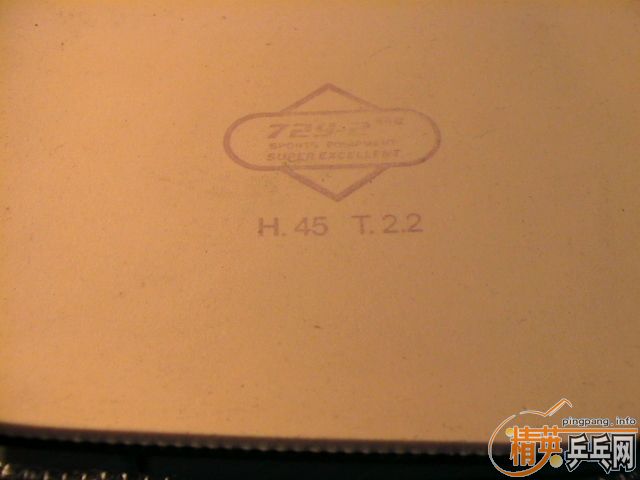 729-2
SPORTS EQUIPMENT
SUPER EXCELLENT
H. 45 T. 2.2
pingpang.info
精英乒乓网